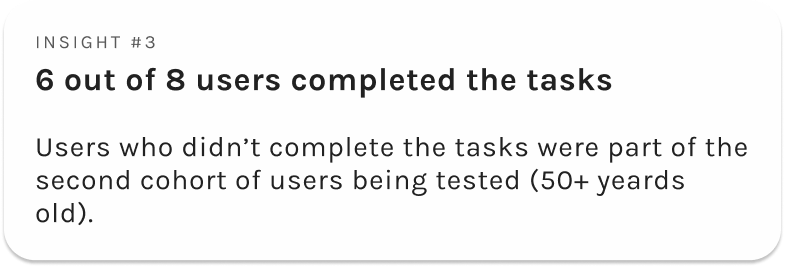 INSIGHT #3
6 out of 8 users completed the tasks
Users who didn’t complete the tasks were part of the
second cohort of users being tested (50+ yeards
old).